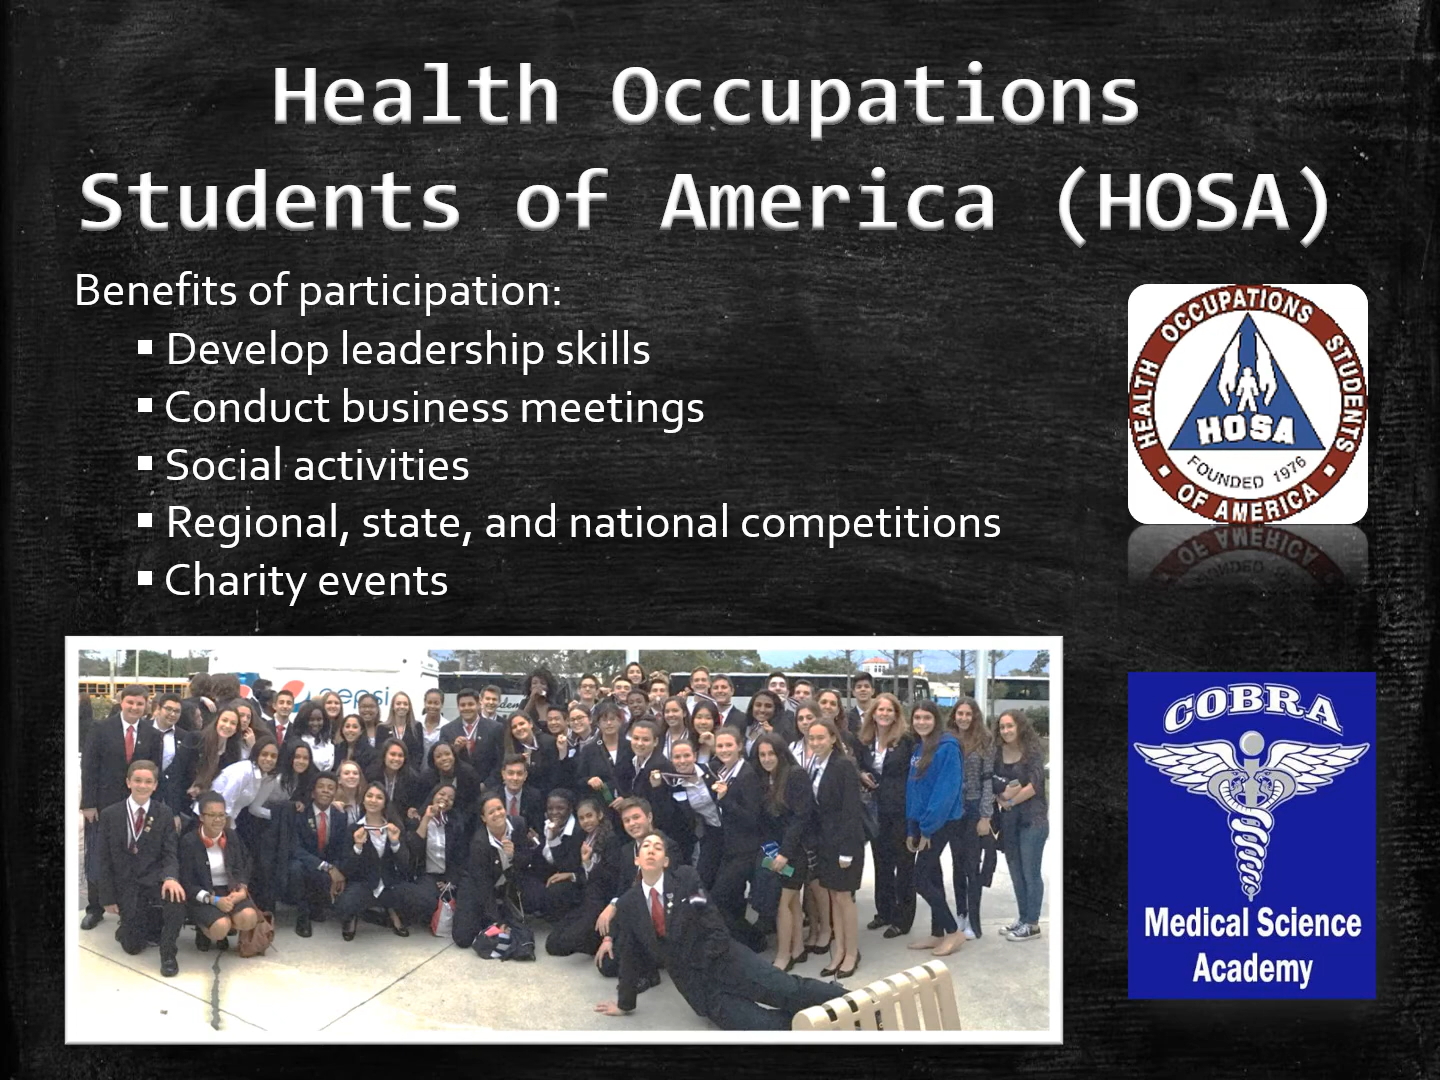 Health Occupations
Students of America (HOSA)
Benefits of participation:
▪ Develop leadership skills
▪ Conduct business meetings
▪ Social activities
▪ Regional, state, and national competitions
▪ Charity events
HEALTH OCCUPATIONS STUDENTS
HOSA
FOUNDED 1976
OF AMERICA
pepsi
COBRA
Medical Science
Academy